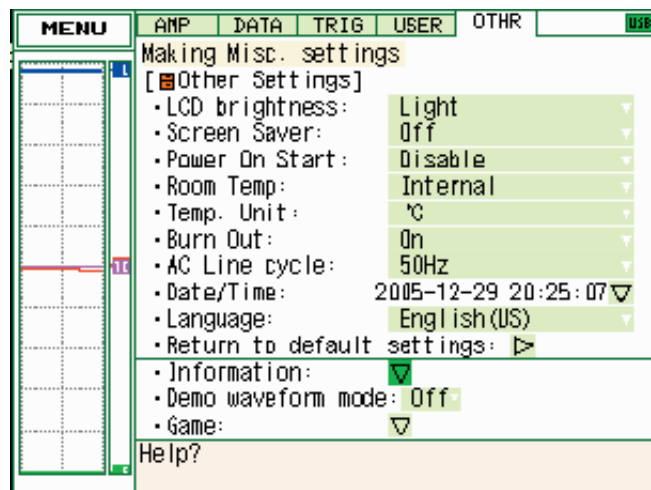 MENU AMP DATA TRIG USER OTHR USB
Making Misc. settings
[Other Settings]
・LCD brightness: Light
・Screen Saver: Off
・Power On Start: Disable
・Room Temp: Internal
・Temp. Unit: ℃
・Burn Out: On
・AC Line cycle: 50Hz
・Date/Time: 2005-12-29 20:25:07
・Language: English(US)
・Return to default settings:
・Information:
・Demo waveform mode: Off
・Game:
Help?